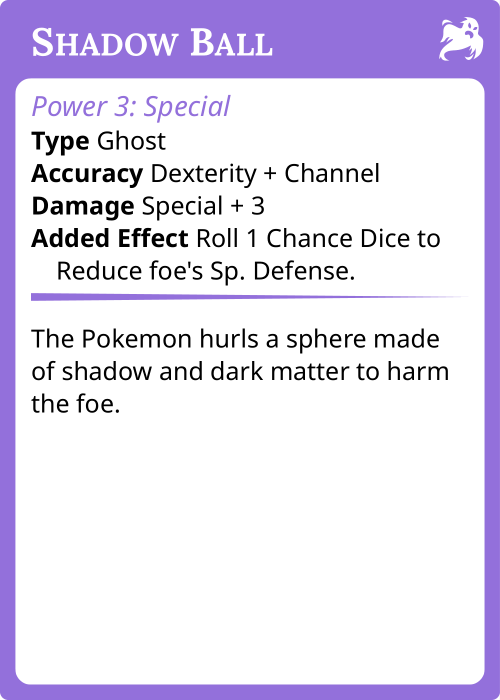 Shadow Ball
Power 3: Special
Type Ghost
Accuracy Dexterity + Channel
Damage Special + 3
Added Effect Roll 1 Chance Dice to
Reduce foe's Sp. Defense.
The Pokemon hurls a sphere made
of shadow and dark matter to harm
the foe.